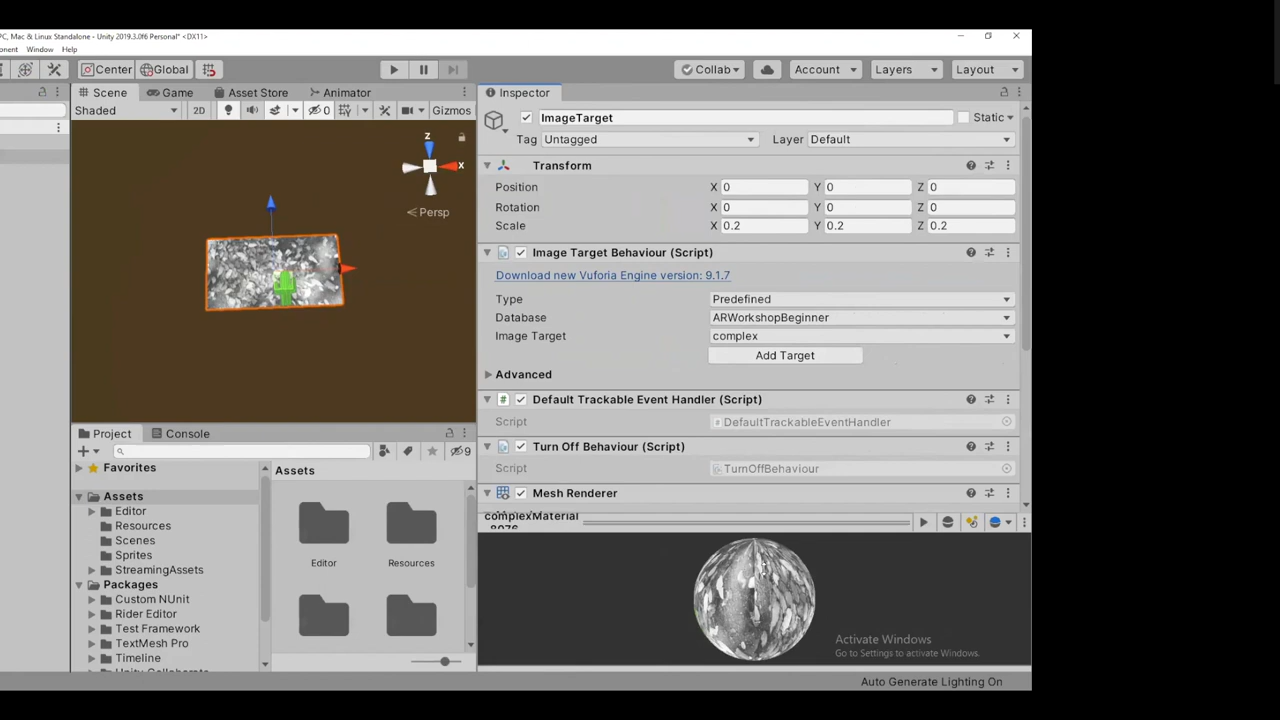 PC, Mac & Linux Standalone - Unity 2019.3.0f6 Personal* <DX11>
Window Help
Center Global Collab Account Layers Layout
Scene Game Asset Store Animator
Shaded 2D 0 Gizmos
z
x
Persp
Inspector
ImageTarget Static
Tag Untagged Layer Default
Transform
Position X 0 Y 0 Z 0
Rotation X 0 Y 0 Z 0
Scale X 0.2 Y 0.2 Z 0.2
Image Target Behaviour (Script)
Download new Vuforia Engine version: 9.1.7
Type Predefined
Database ARWorkshopBeginner
Image Target complex
Add Target
Advanced
Default Trackable Event Handler (Script)
Script # DefaultTrackableEventHandler
Turn Off Behaviour (Script)
Script TurnOffBehaviour
Mesh Renderer
complexMaterial
Project Console
9
Favorites
Assets
Editor
Resources
Scenes
Sprites
StreamingAssets
Packages
Custom NUnit
Rider Editor
Test Framework
TextMesh Pro
Timeline
Assets
Editor
Resources
Activate Windows
Go to Settings to activate Windows.
Auto Generate Lighting On